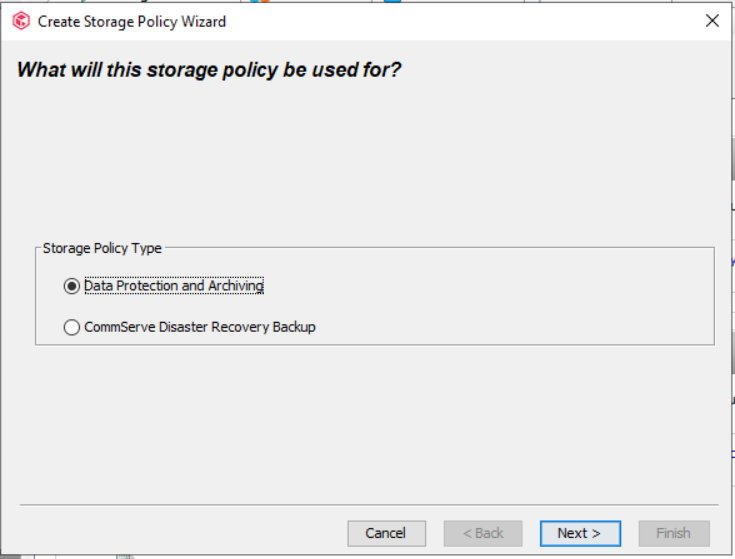 Create Storage Policy Wizard
What will this storage policy be used for?
Storage Policy Type
Data Protection and Archiving
CommServe Disaster Recovery Backup
Cancel
< Back
Next >
Finish